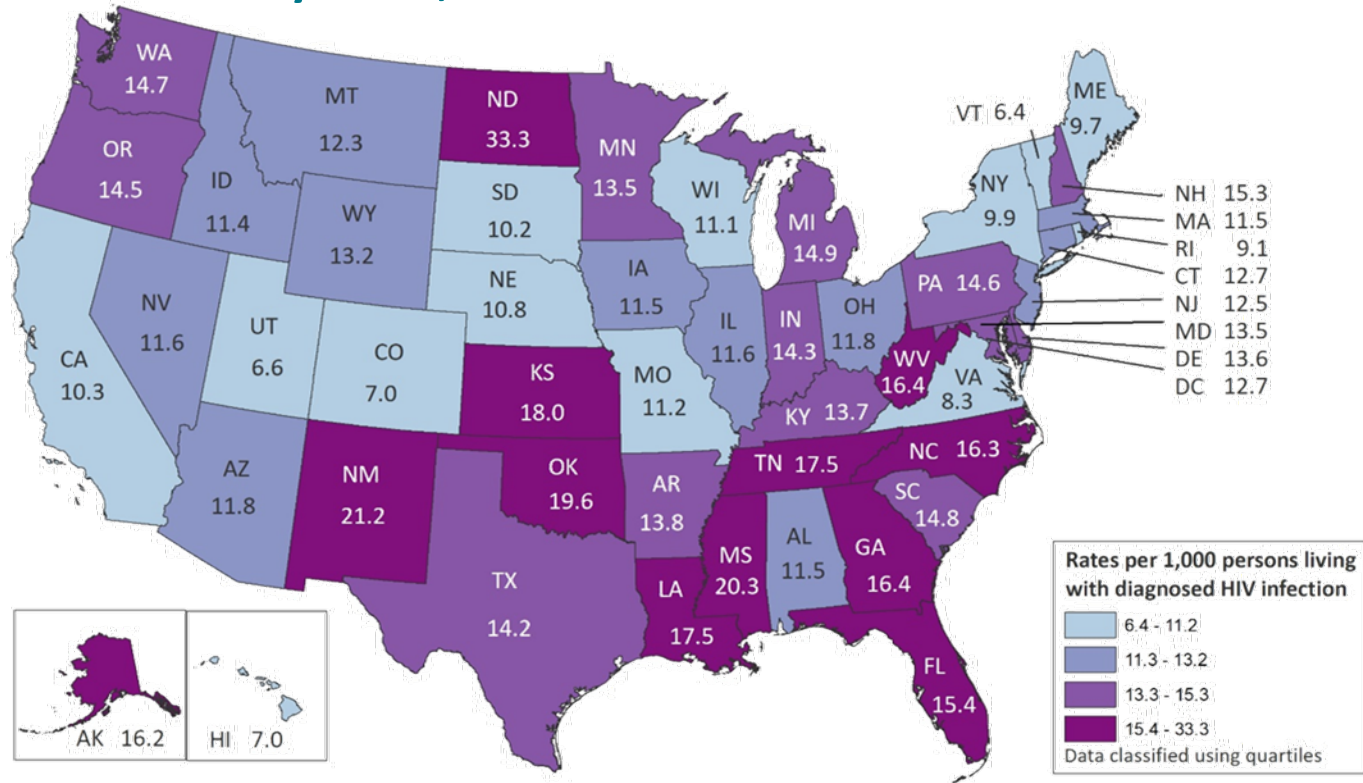 WA
14.7
OR
14.5
CA
10.3
NV
11.6
ID
11.4
MT
12.3
WY
13.2
UT
6.6
CO
7.0
AZ
11.8
NM
21.2
ND
33.3
SD
10.2
NE
10.8
KS
18.0
OK
19.6
TX
14.2
MN
13.5
IA
11.5
MO
11.2
AR
13.8
LA
17.5
WI
11.1
IL
11.6
MI
14.9
IN
14.3
OH
11.8
KY 13.7
TN 17.5
MS
20.3
AL
11.5
GA
16.4
FL
15.4
SC
14.8
NC 16.3
VA
8.3
WV
16.4
PA 14.6
NY
9.9
VT 6.4
ME
9.7
NH 15.3
MA 11.5
RI 9.1
CT 12.7
NJ 12.5
MD 13.5
DE 13.6
DC 12.7
AK 16.2
HI 7.0
Rates per 1,000 persons living
with diagnosed HIV infection
6.4 - 11.2
11.3 - 13.2
13.3 - 15.3
15.4 - 33.3
Data classified using quartiles